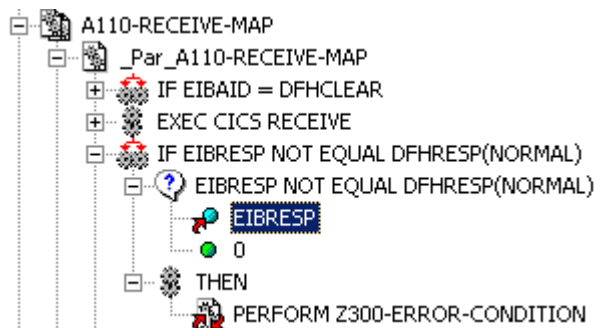 A110-RECEIVE-MAP
_Par_A110-RECEIVE-MAP
IF EIBAID = DFHCLEAR
EXEC CICS RECEIVE
IF EIBRESP NOT EQUAL DFHRESP(NORMAL)
EIBRESP NOT EQUAL DFHRESP(NORMAL)
EIBRESP
0
THEN
PERFORM Z300-ERROR-CONDITION